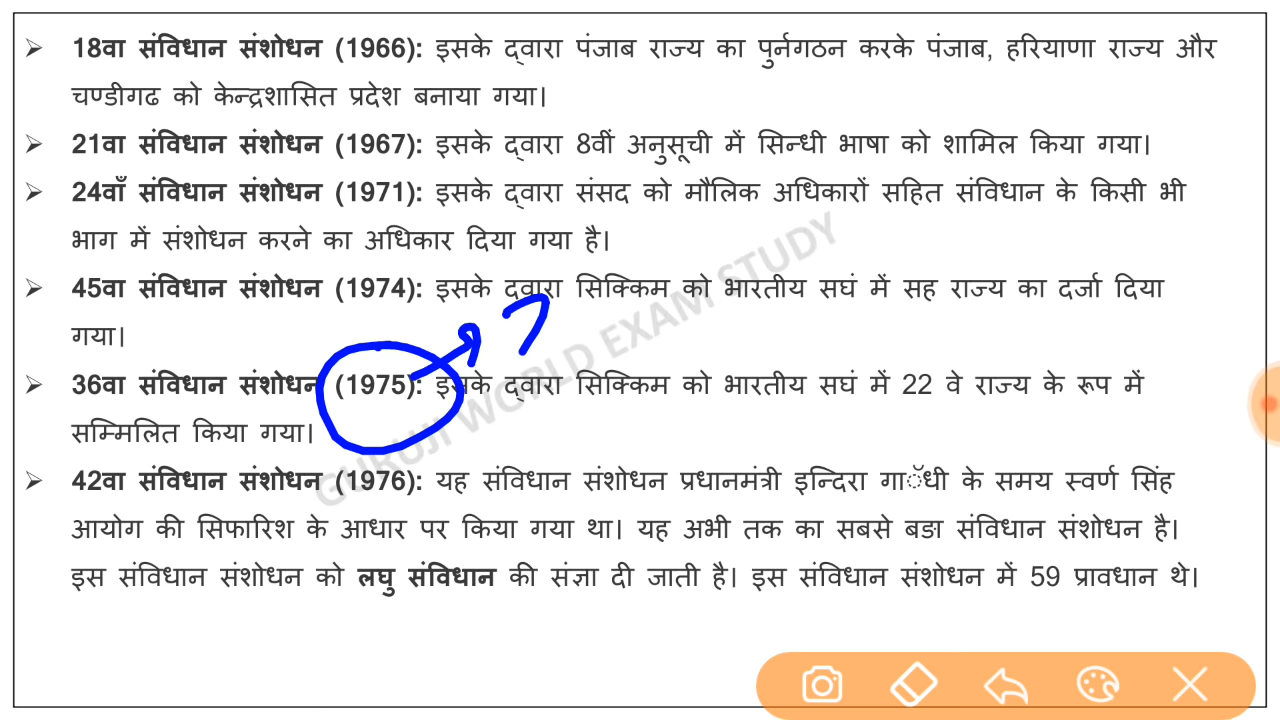 ➢ 18वा संविधान संशोधन (1966): इसके द्वारा पंजाब राज्य का पुर्नगठन करके पंजाब, हरियाणा राज्य और
चण्डीगढ को केन्द्रशासित प्रदेश बनाया गया।
➢ 21वा संविधान संशोधन (1967): इसके द्वारा 8वीं अनुसूची में सिन्धी भाषा को शामिल किया गया।
➢ 24वाँ संविधान संशोधन (1971): इसके द्वारा संसद को मौलिक अधिकारों सहित संविधान के किसी भी
भाग में संशोधन करने का अधिकार दिया गया है।
➢ 45वा संविधान संशोधन (1974): इसके द्वारा सिक्किम को भारतीय सघं में सह राज्य का दर्जा दिया
गया।
➢ 36वा संविधान संशोधन (1975): इसके द्वारा सिक्किम को भारतीय सघं में 22 वे राज्य के रूप में
सम्मिलित किया गया।
➢ 42वा संविधान संशोधन (1976): यह संविधान संशोधन प्रधानमंत्री इन्दिरा गाॅधी के समय स्वर्ण सिंह
आयोग की सिफारिश के आधार पर किया गया था। यह अभी तक का सबसे बडा संविधान संशोधन है।
इस संविधान संशोधन को लघु संविधान की संज्ञा दी जाती है। इस संविधान संशोधन में 59 प्रावधान थे।
GURUJI WORLD EXAM STUDY